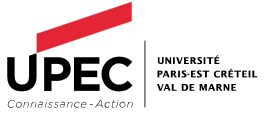 UPEC
Connaissance - Action
UNIVERSITÉ
PARIS-EST CRÉTEIL
VAL DE MARNE